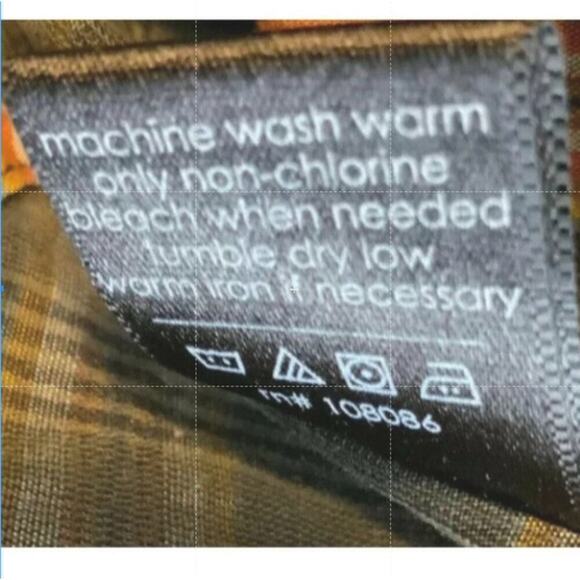 machine wash warm
only non-chlorine
bleach when needed
tumble dry low
warm iron if necessary
rn# 108086